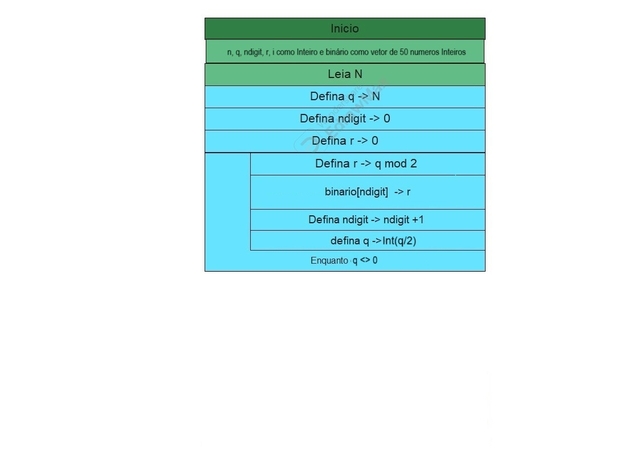 Inicio
n, q, ndigit, r, i como Inteiro e binário como vetor de 50 numeros Inteiros
Leia N
Defina q -> N
Defina ndigit -> 0
Defina r -> 0
Defina r -> q mod 2
binario[ndigit] -> r
Defina ndigit -> ndigit +1
defina q ->Int(q/2)
Enquanto q <> 0